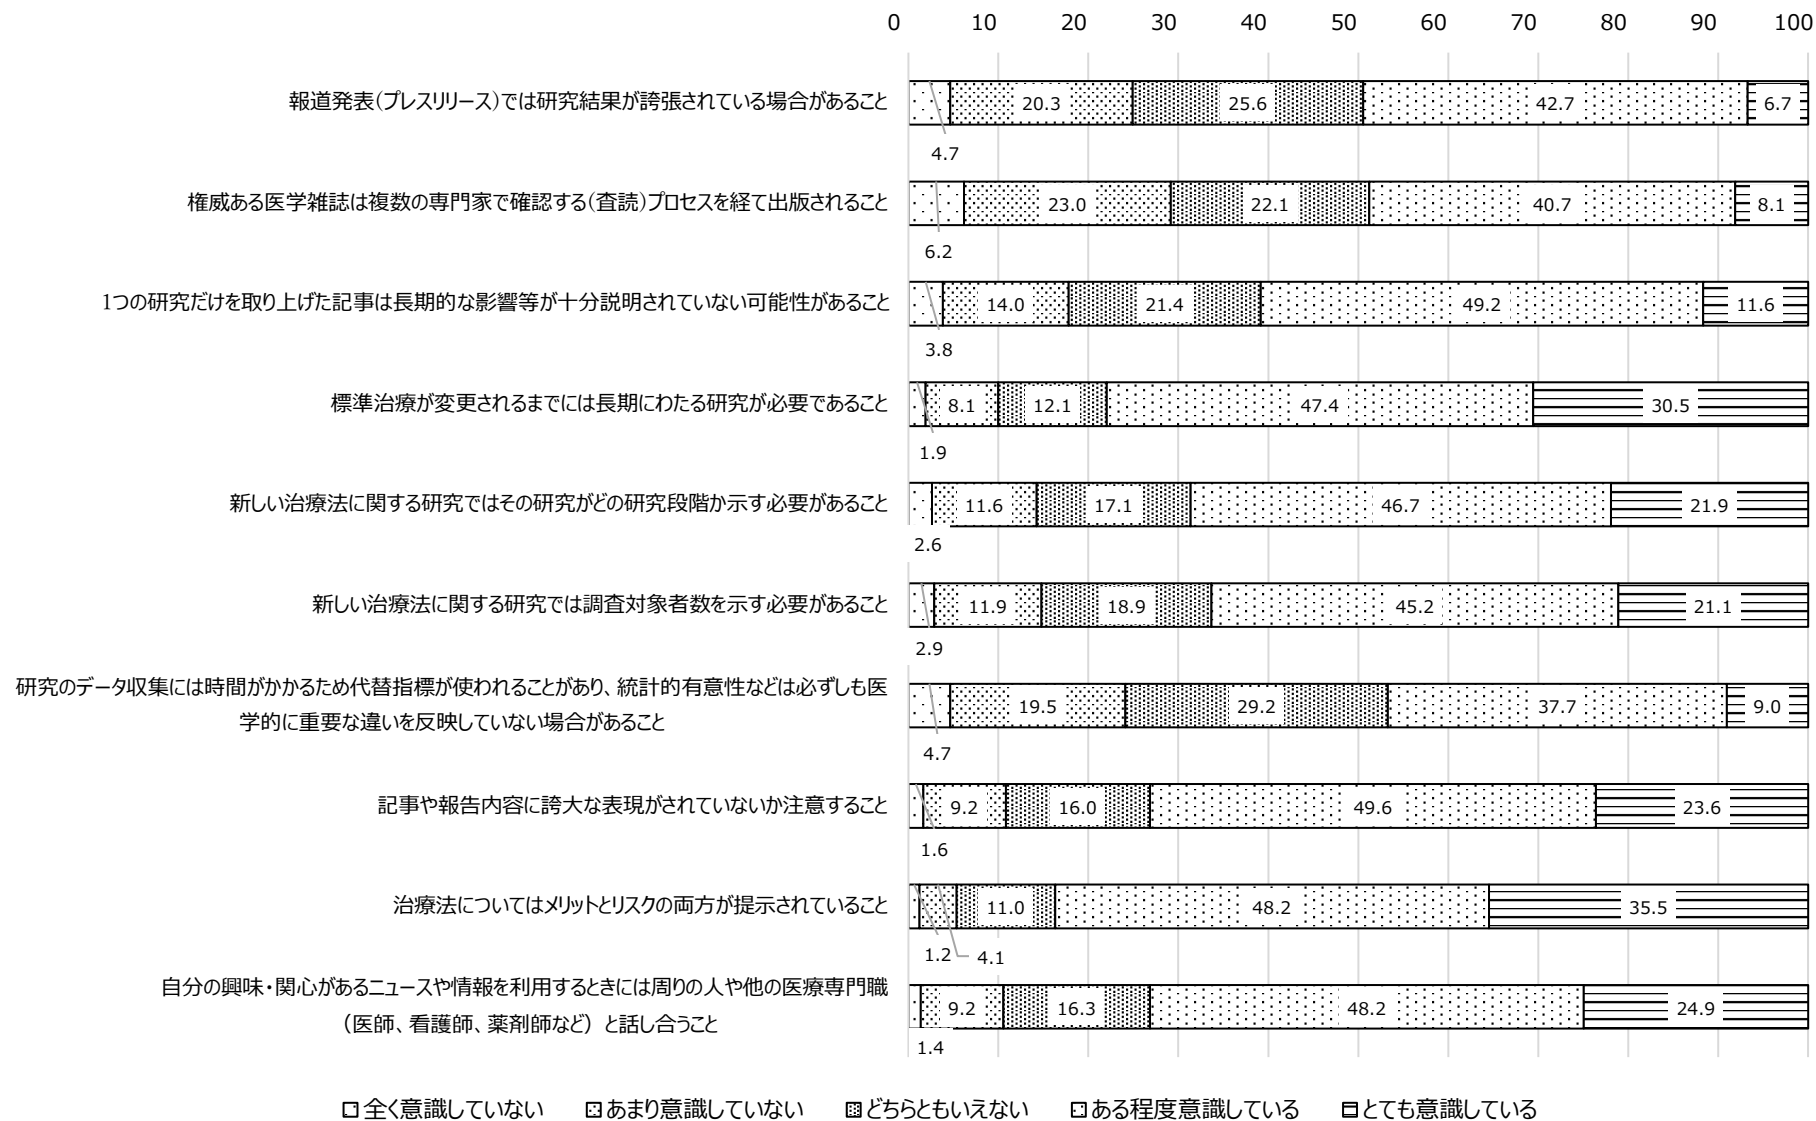 0 10 20 30 40 50 60 70 80 90 100
報道発表(プレスリリース)では研究結果が誇張されている場合があること
20.3 25.6 42.7 6.7
4.7
権威ある医学雑誌は複数の専門家で確認する(査読)プロセスを経て出版されること
23.0 22.1 40.7 8.1
6.2
1つの研究だけを取り上げた記事は長期的な影響等が十分説明されていない可能性があること
14.0 21.4 49.2 11.6
3.8
標準治療が変更されるまでには長期にわたる研究が必要であること
8.1 12.1 47.4 30.5
1.9
新しい治療法に関する研究ではその研究がどの研究段階か示す必要があること
11.6 17.1 46.7 21.9
2.6
新しい治療法に関する研究では調査対象者数を示す必要があること
11.9 18.9 45.2 21.1
2.9
研究のデータ収集には時間がかかるため代替指標が使われることがあり、統計的有意性などは必ずしも医
学的に重要な違いを反映していない場合があること
19.5 29.2 37.7 9.0
4.7
記事や報告内容に誇大な表現がされていないか注意すること
9.2 16.0 49.6 23.6
1.6
治療法についてはメリットとリスクの両方が提示されていること
11.0 48.2 35.5
1.2 4.1
自分の興味・関心があるニュースや情報を利用するときには周りの人や他の医療専門職
(医師、看護師、薬剤師など) と話し合うこと
9.2 16.3 48.2 24.9
1.4
全く意識していない あまり意識していない どちらともいえない ある程度意識している とても意識している